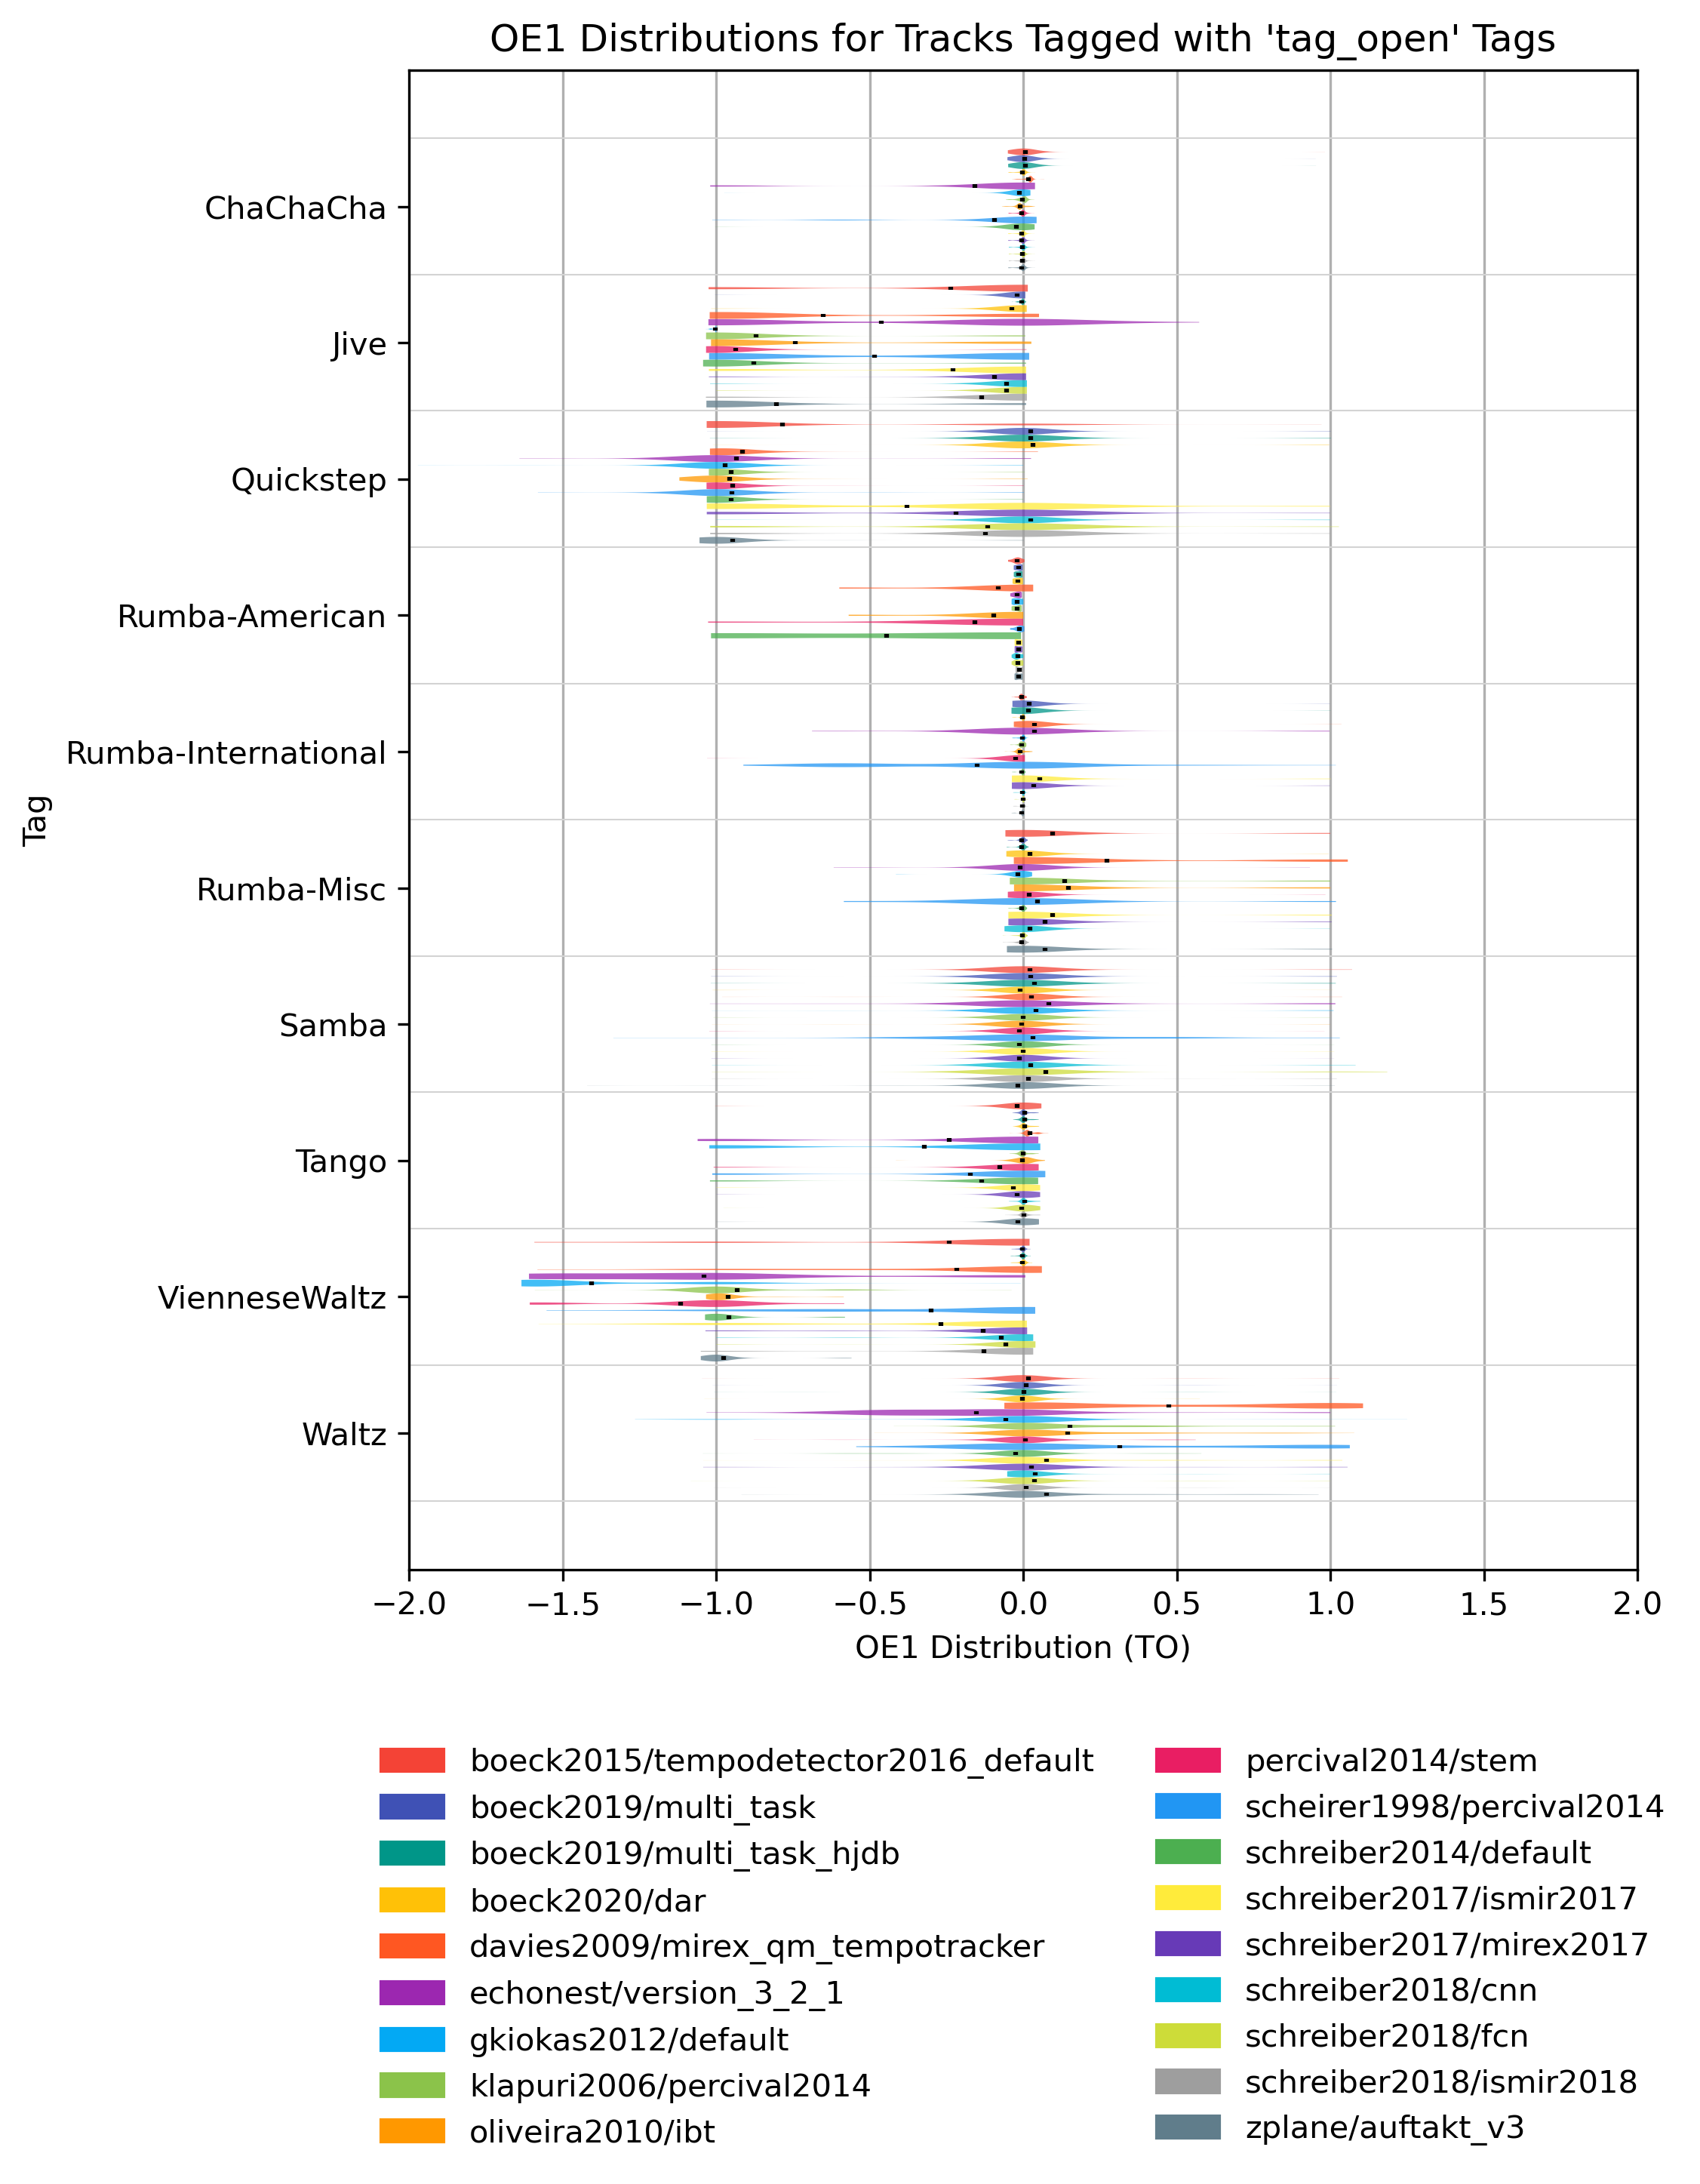 OE1 Distributions for Tracks Tagged with 'tag_open' Tags
Tag
ChaChaCha
Jive
Quickstep
Rumba-American
Rumba-International
Rumba-Misc
Samba
Tango
VienneseWaltz
Waltz
−2.0 −1.5 −1.0 −0.5 0.0 0.5 1.0 1.5 2.0
OE1 Distribution (TO)
boeck2015/tempodetector2016_default
boeck2019/multi_task
boeck2019/multi_task_hjdb
boeck2020/dar
davies2009/mirex_qm_tempotracker
echonest/version_3_2_1
gkiokas2012/default
klapuri2006/percival2014
oliveira2010/ibt
percival2014/stem
scheirer1998/percival2014
schreiber2014/default
schreiber2017/ismir2017
schreiber2017/mirex2017
schreiber2018/cnn
schreiber2018/fcn
schreiber2018/ismir2018
zplane/auftakt_v3